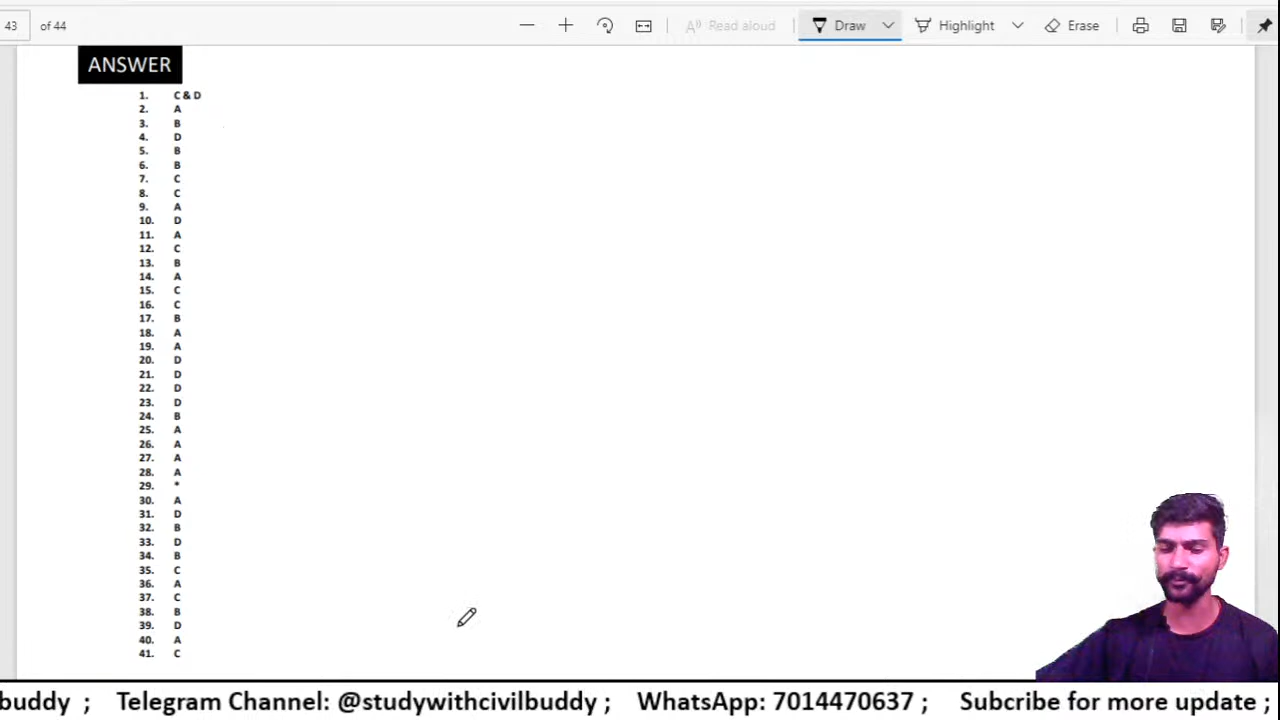 43 of 44 Read aloud Draw Highlight Erase
ANSWER
1. C & D
2. A
3. B
4. D
5. B
6. B
7. C
8. C
9. A
10. D
11. A
12. C
13. B
14. A
15. C
16. C
17. B
18. A
19. A
20. D
21. D
22. D
23. D
24. B
25. A
26. A
27. A
28. A
29. *
30. A
31. D
32. B
33. D
34. B
35. C
36. A
37. C
38. B
39. D
40. A
41. C
buddy ; Telegram Channel: @studywithcivilbuddy ; WhatsApp: 7014470637 ; Subcribe for more update ;